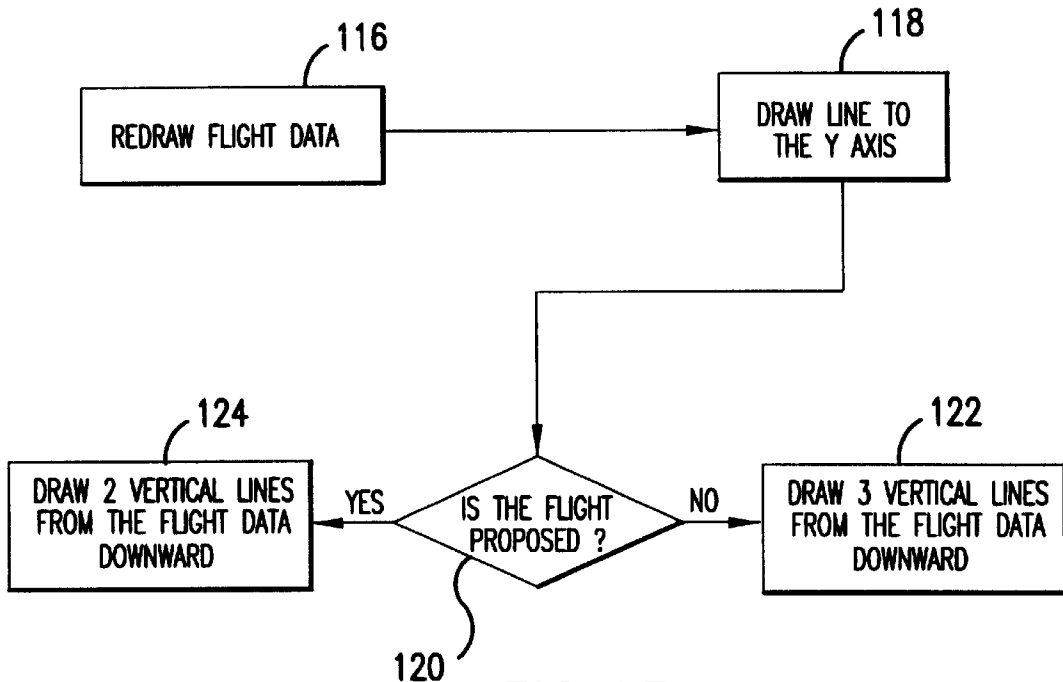 116
118
REDRAW FLIGHT DATA
DRAW LINE TO
THE Y AXIS
124
122
DRAW 2 VERTICAL LINES
FROM THE FLIGHT DATA
DOWNWARD
YES
IS THE FLIGHT
PROPOSED ?
NO
DRAW 3 VERTICAL LINES
FROM THE FLIGHT DATA
DOWNWARD
120